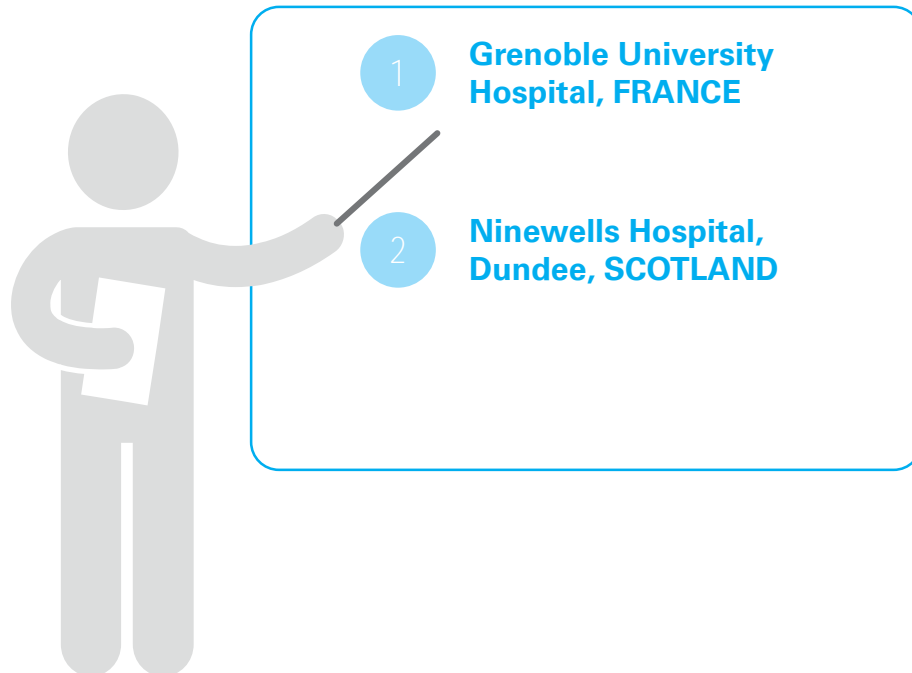 1
Grenoble University
Hospital, FRANCE
2
Ninewells Hospital,
Dundee, SCOTLAND